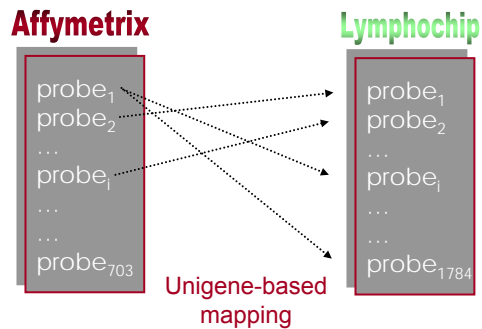 Affymetrix
probe1
probe2
...
probei
...
...
probe703
Lymphochip
probe1
probe2
...
probei
...
...
probe1784
Unigene-based
mapping